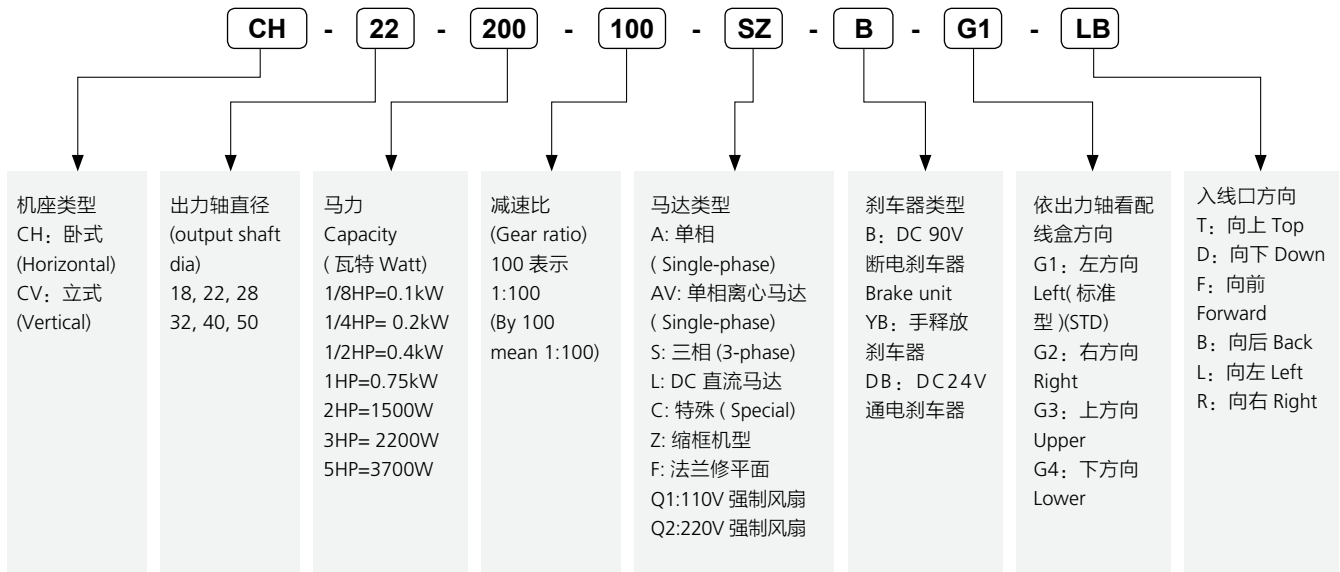 CH - 22 - 200 - 100 - SZ - B - G1 - LB
机座类型
CH：卧式
(Horizontal)
CV：立式
(Vertical)
出力轴直径
(output shaft
dia)
18, 22, 28
32, 40, 50
马力
Capacity
( 瓦特 Watt)
1/8HP=0.1kW
1/4HP= 0.2kW
1/2HP=0.4kW
1HP=0.75kW
2HP=1500W
3HP= 2200W
5HP=3700W
减速比
(Gear ratio)
100 表示
1:100
(By 100
mean 1:100)
马达类型
A: 单相
( Single-phase)
AV: 单相离心马达
( Single-phase)
S: 三相 (3-phase)
L: DC 直流马达
C: 特殊 ( Special)
Z: 缩框机型
F: 法兰修平面
Q1:110V 强制风扇
Q2:220V 强制风扇
刹车器类型
B：DC 90V
断电刹车器
Brake unit
YB：手释放
刹车器
DB：DC24V
通电刹车器
依出力轴看配
线盒方向
G1：左方向
Left( 标准
型 )(STD)
G2：右方向
Right
G3：上方向
Upper
G4：下方向
Lower
入线口方向
T：向上 Top
D：向下 Down
F：向前
Forward
B：向后 Back
L：向左 Left
R：向右 Right